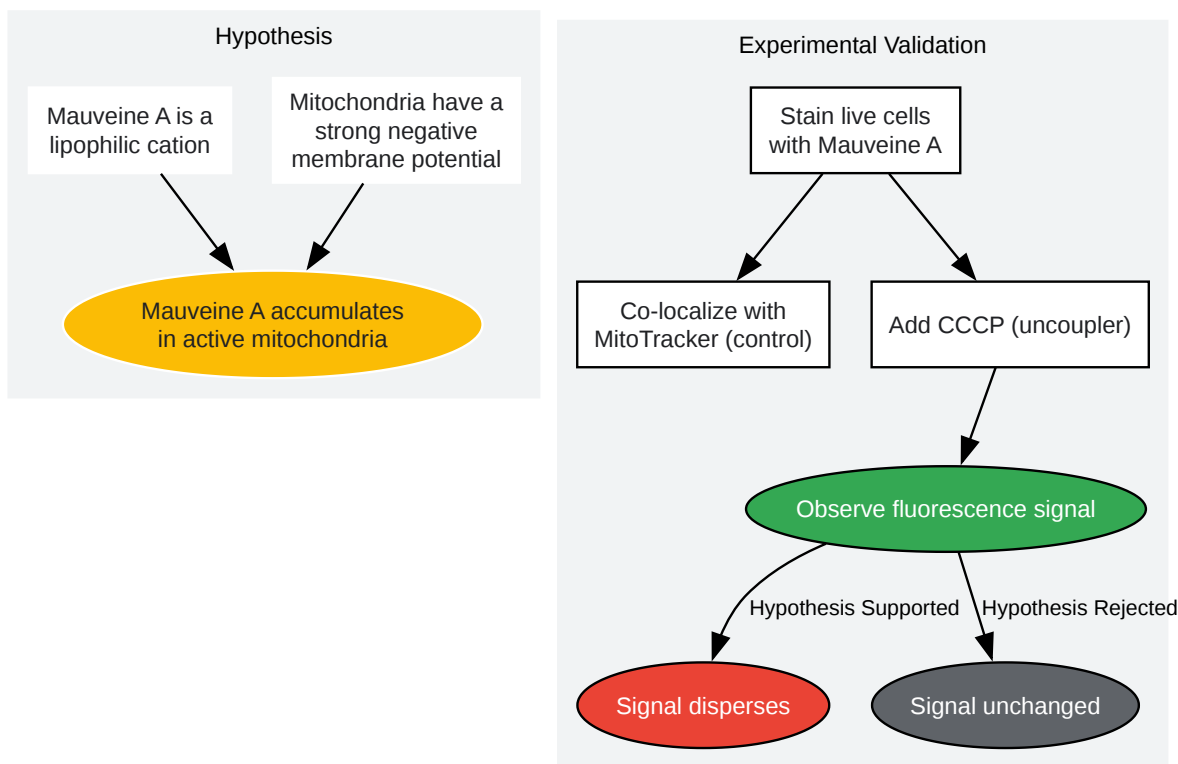 Hypothesis
Mauveine A is a
lipophilic cation
Mitochondria have a
strong negative
membrane potential
Mauveine A accumulates
in active mitochondria
Experimental Validation
Stain live cells
with Mauveine A
Co-localize with
MitoTracker (control)
Add CCCP (uncoupler)
Observe fluorescence signal
Hypothesis Supported
Hypothesis Rejected
Signal disperses
Signal unchanged